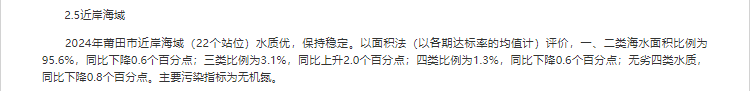 2.5近岸海域
2024年莆田市近岸海域（22个站位）水质优，保持稳定。以面积法（以各期达标率的均值计）评价，一、二类海水面积比例为
95.6%，同比下降0.6个百分点；三类比例为3.1%，同比上升2.0个百分点；四类比例为1.3%，同比下降0.6个百分点；无劣四类水质，
同比下降0.8个百分点。主要污染指标为无机氮。